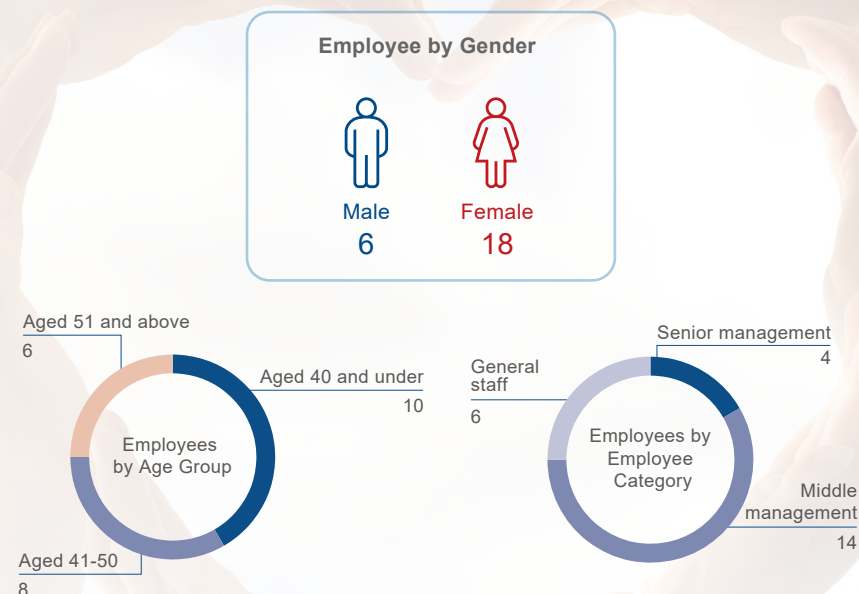 Employee by Gender
Male
Female
6
18
Aged 51 and above
6
Aged 40 and under
10
Employees
by Age Group
Aged 41-50
8
Senior management
4
General
staff
6
Employees by
Employee
Category
Middle
management
14